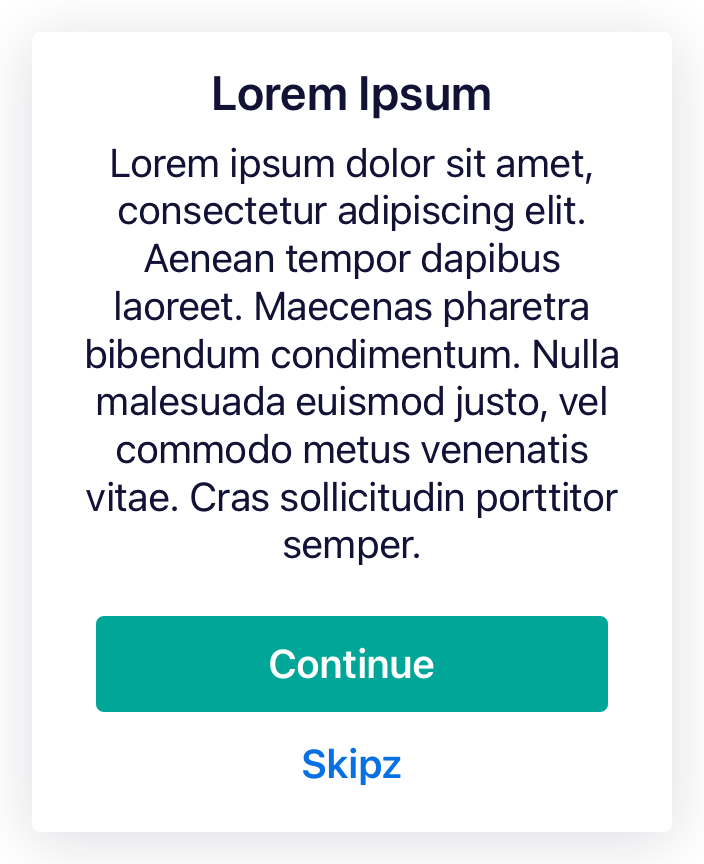 Lorem Ipsum
Lorem ipsum dolor sit amet,
consectetur adipiscing elit.
Aenean tempor dapibus
laoreet. Maecenas pharetra
bibendum condimentum. Nulla
malesuada euismod justo, vel
commodo metus venenatis
vitae. Cras sollicitudin porttitor
semper.
Continue
Skipz